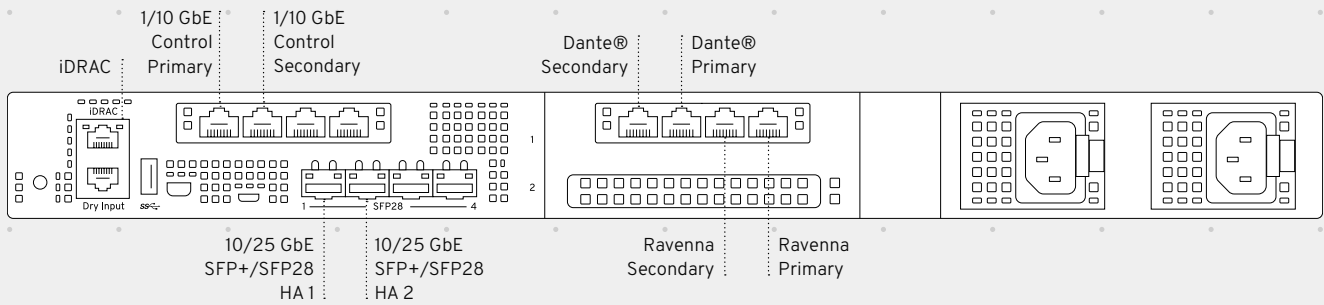 1/10 GbE
Control
Primary
1/10 GbE
Control
Secondary
iDRAC
Dante®
Secondary
Dante®
Primary
iDRAC
Dry Input
1
SFP28
4
1
2
10/25 GbE
SFP+/SFP28
HA 1
10/25 GbE
SFP+/SFP28
HA 2
Ravenna
Secondary
Ravenna
Primary